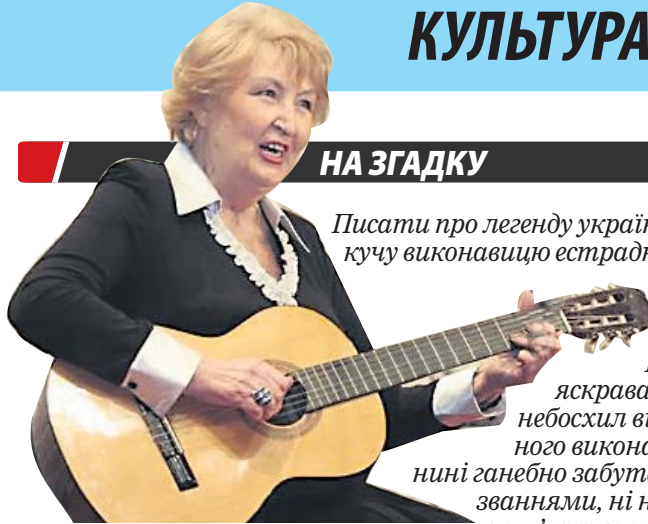 КУЛЬТУРА
НА ЗГАДКУ
Писати про легенду україн
кучу виконавицю естрадн
яскрава
небосхил ві
ного викона
нині ганебно забут
званнями, ні н